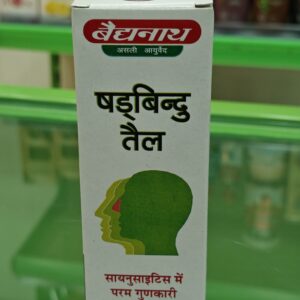 बैद्यनाथ
असली आयुर्वेद
षड्बिन्दु
तैल
सायनुसाइटिस में
परम गुणकारी